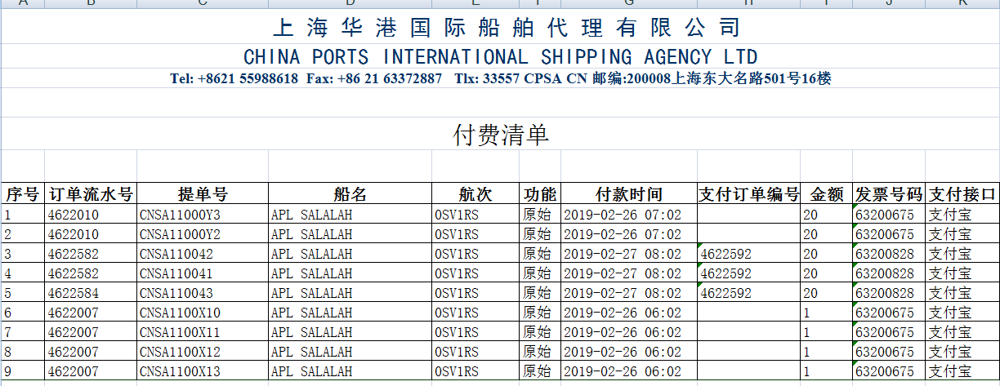 A B C D E F G H I J K
上 海 华 港 国 际 船 舶 代 理 有 限 公 司
CHINA PORTS INTERNATIONAL SHIPPING AGENCY LTD
Tel: +8621 55988618 Fax: +86 21 63372887 Tlx: 33557 CPSA CN 邮编:200008上海东大名路501号16楼
付费清单
序号 订单流水号 提单号 船名 航次 功能 付款时间 支付订单编号 金额 发票号码 支付接口
1 4622010 CNSA11000Y3 APL SALALAH 0SV1RS 原始 2019-02-26 07:02 20 63200675 支付宝
2 4622010 CNSA11000Y2 APL SALALAH 0SV1RS 原始 2019-02-26 07:02 20 63200675 支付宝
3 4622582 CNSA110042 APL SALALAH 0SV1RS 原始 2019-02-27 08:02 4622592 20 63200828 支付宝
4 4622582 CNSA110041 APL SALALAH 0SV1RS 原始 2019-02-27 08:02 4622592 20 63200828 支付宝
5 4622584 CNSA110043 APL SALALAH 0SV1RS 原始 2019-02-27 08:02 4622592 20 63200828 支付宝
6 4622007 CNSA1100X10 APL SALALAH 0SV1RS 原始 2019-02-26 06:02 1 63200675 支付宝
7 4622007 CNSA1100X11 APL SALALAH 0SV1RS 原始 2019-02-26 06:02 1 63200675 支付宝
8 4622007 CNSA1100X12 APL SALALAH 0SV1RS 原始 2019-02-26 06:02 1 63200675 支付宝
9 4622007 CNSA1100X13 APL SALALAH 0SV1RS 原始 2019-02-26 06:02 1 63200675 支付宝